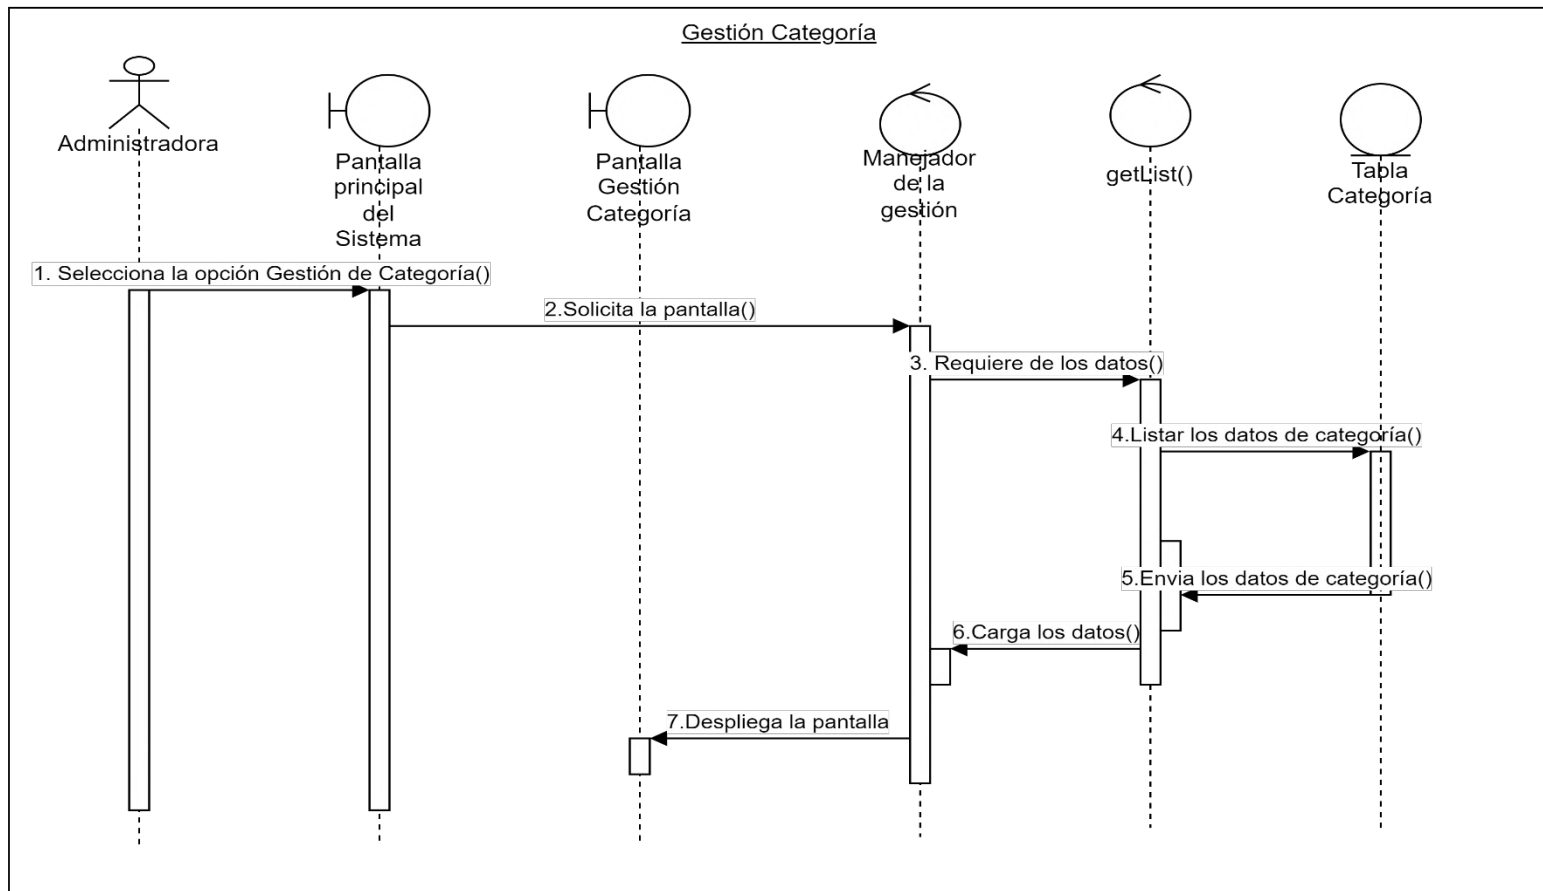 Gestión Categoría
Administradora
Pantalla
principal
del
Sistema
Pantalla
Gestión
Categoría
Manejador
de la
gestión
getList()
Tabla
Categoría
1. Selecciona la opción Gestión de Categoría()
2.Solicita la pantalla()
3. Requiere de los datos()
4.Listar los datos de categoría()
5.Envia los datos de categoría()
6.Carga los datos()
7.Despliega la pantalla